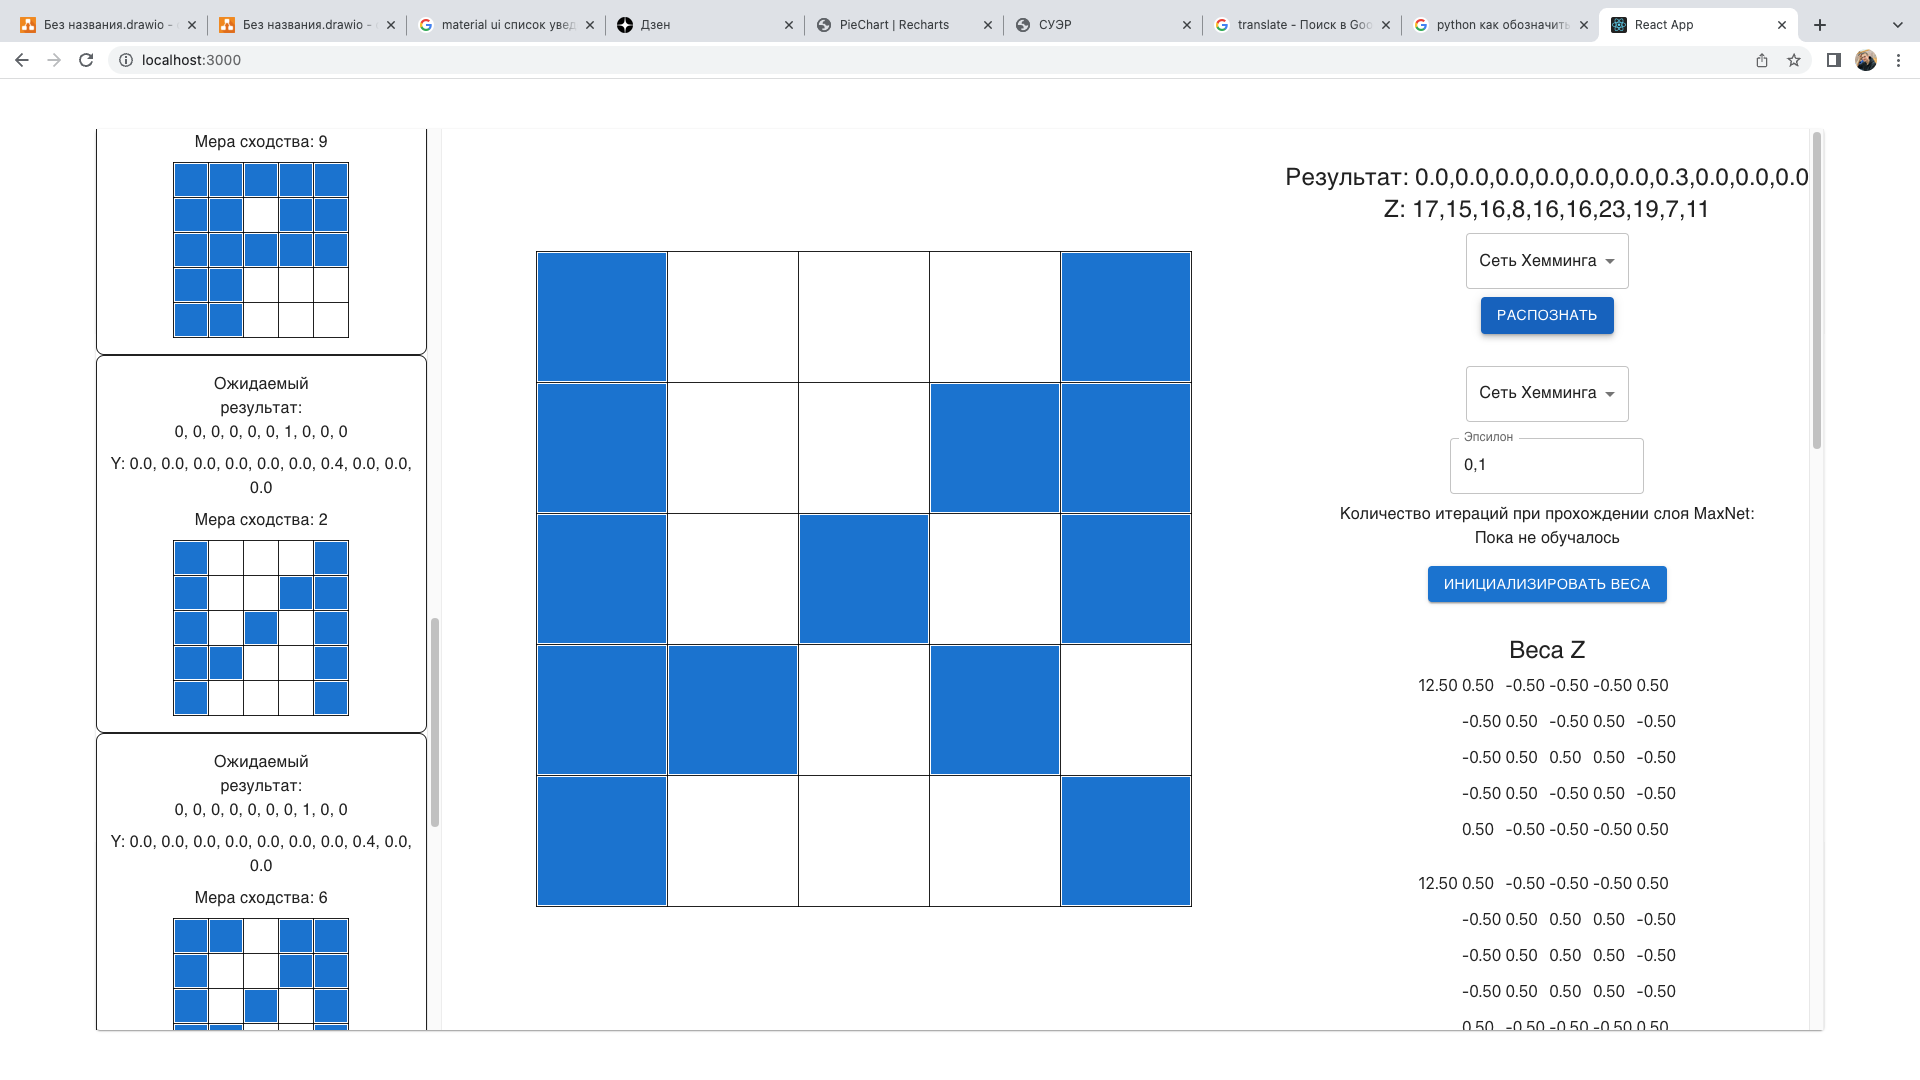 Без названия.drawio -
Без названия.drawio -
material ui список увед
Дзен
PieChart | Recharts
СУЭР
translate - Поиск в Goo
python как обозначить
React App
localhost:3000
Мера сходства: 9
Ожидаемый
результат:
0, 0, 0, 0, 0, 0, 1, 0, 0, 0
Y: 0.0, 0.0, 0.0, 0.0, 0.0, 0.0, 0.4, 0.0, 0.0,
0.0
Мера сходства: 2
Ожидаемый
результат:
0, 0, 0, 0, 0, 0, 0, 1, 0, 0
Y: 0.0, 0.0, 0.0, 0.0, 0.0, 0.0, 0.0, 0.4, 0.0,
0.0
Мера сходства: 6
Результат: 0.0,0.0,0.0,0.0,0.0,0.0,0.3,0.0,0.0,0.0
Z: 17,15,16,8,16,16,23,19,7,11
Сеть Хемминга
РАСПОЗНАТЬ
Сеть Хемминга
Эпсилон
0,1
Количество итераций при прохождении слоя MaxNet:
Пока не обучалось
ИНИЦИАЛИЗИРОВАТЬ ВЕСА
Веса Z
12.50 0.50 -0.50 -0.50 -0.50 0.50
-0.50 0.50 -0.50 0.50 -0.50
-0.50 0.50 0.50 0.50 -0.50
-0.50 0.50 -0.50 0.50 -0.50
0.50 -0.50 -0.50 -0.50 0.50
12.50 0.50 -0.50 -0.50 -0.50 0.50
-0.50 0.50 0.50 0.50 -0.50
-0.50 0.50 0.50 0.50 -0.50
-0.50 0.50 0.50 0.50 -0.50
0.50 -0.50 -0.50 -0.50 0.50